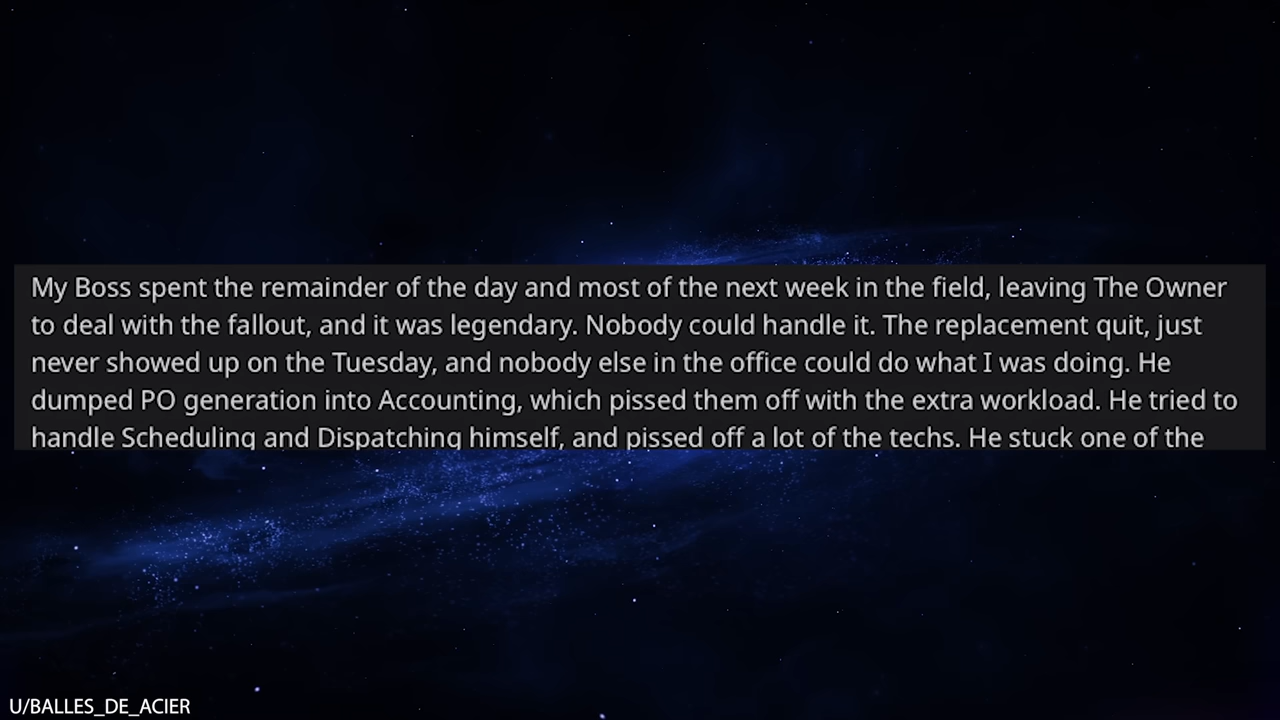 My Boss spent the remainder of the day and most of the next week in the field, leaving The Owner
to deal with the fallout, and it was legendary. Nobody could handle it. The replacement quit, just
never showed up on the Tuesday, and nobody else in the office could do what I was doing. He
dumped PO generation into Accounting, which pissed them off with the extra workload. He tried to
handle Scheduling and Dispatching himself, and pissed off a lot of the techs. He stuck one of the
U/BALLES_DE_ACIER